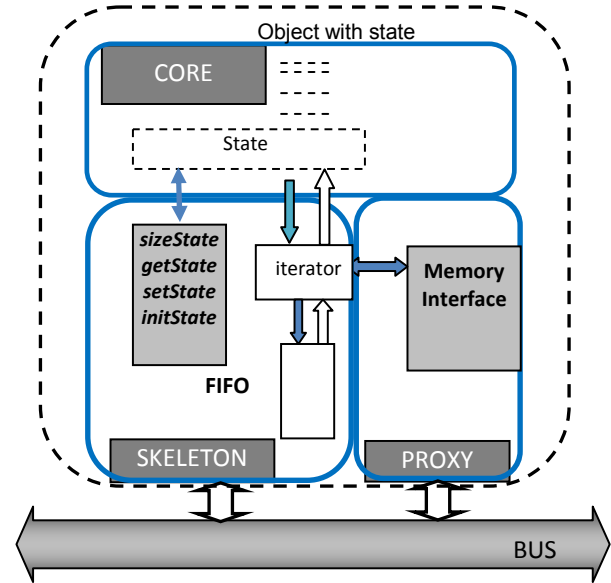 Object with state
CORE
State
sizeState
getState
setState
initState
iterator
Memory
Interface
FIFO
SKELETON
PROXY
BUS